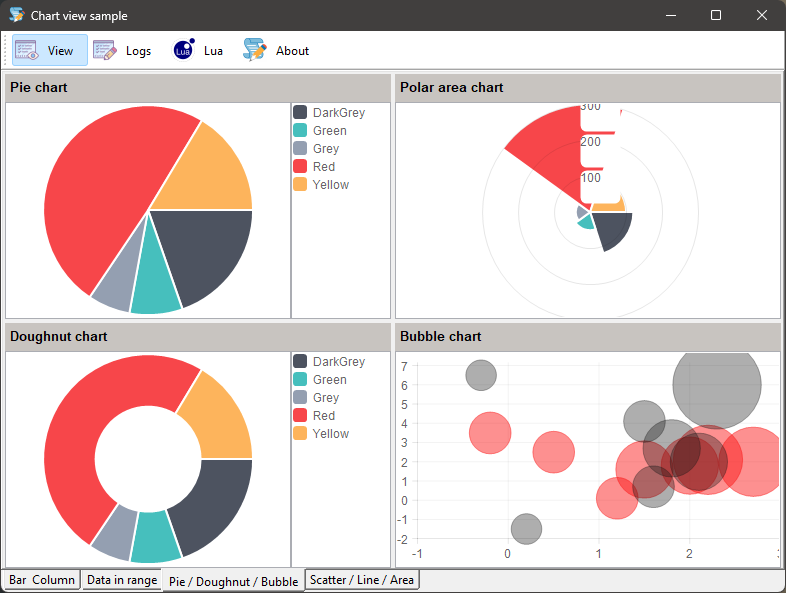 Chart view sample
View Logs Lua Lua About
Pie chart
DarkGrey
Green
Grey
Red
Yellow
Polar area chart
300
200
100
Doughnut chart
DarkGrey
Green
Grey
Red
Yellow
Bubble chart
7
6
5
4
3
2
1
0
-1
-2
-1 0 1 2
Bar Column Data in range Pie / Doughnut / Bubble Scatter / Line / Area